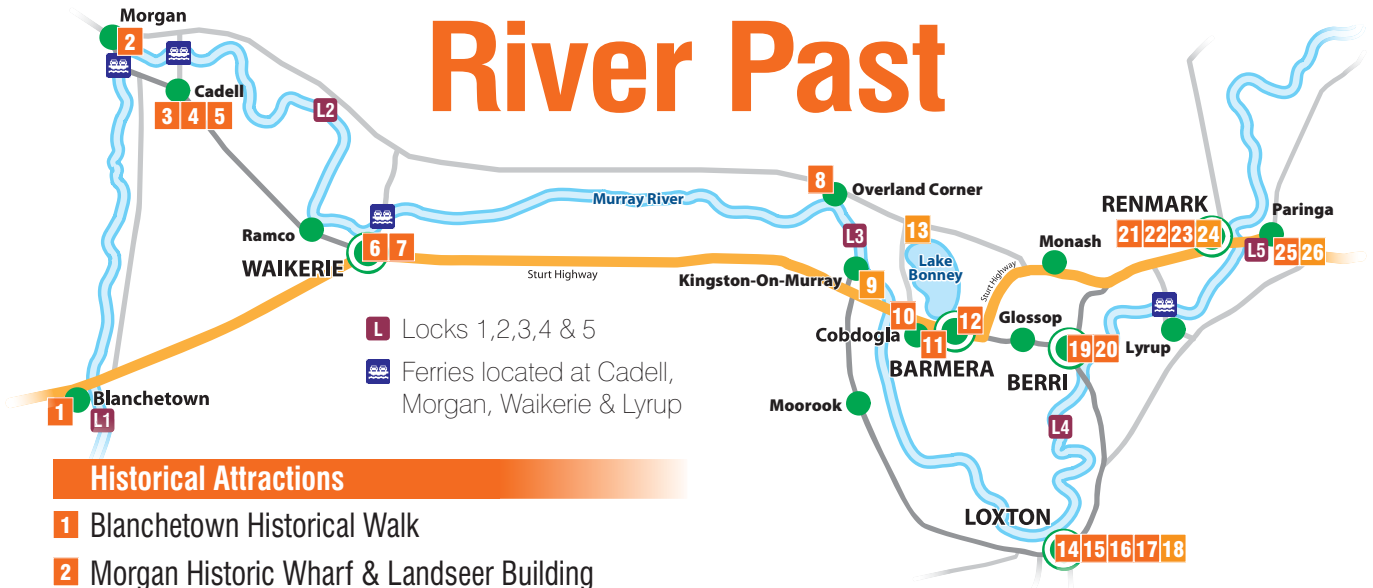 River Past
Morgan
2
Cadell
3 4 5
L2
8
Overland Corner
Murray River
RENMARK
21 22 23 24
Paringa
L5
25 26
13
L3
Monash
Ramco
6 7
WAIKERIE
Lake
Bonney
Sturt Highway
Sturt Highway
Kingston-On-Murray
9
10
12
Glossop
Cobdogla
11
BARMERA
19 20
Lyrup
BERRI
L Locks 1,2,3,4 & 5
Ferries located at Cadell,
Morgan, Waikerie & Lyrup
Blanchetown
1
L1
Moorook
L4
LOXTON
14 15 16 17 18
Historical Attractions
1 Blanchetown Historical Walk
2 Morgan Historic Wharf & Landseer Building